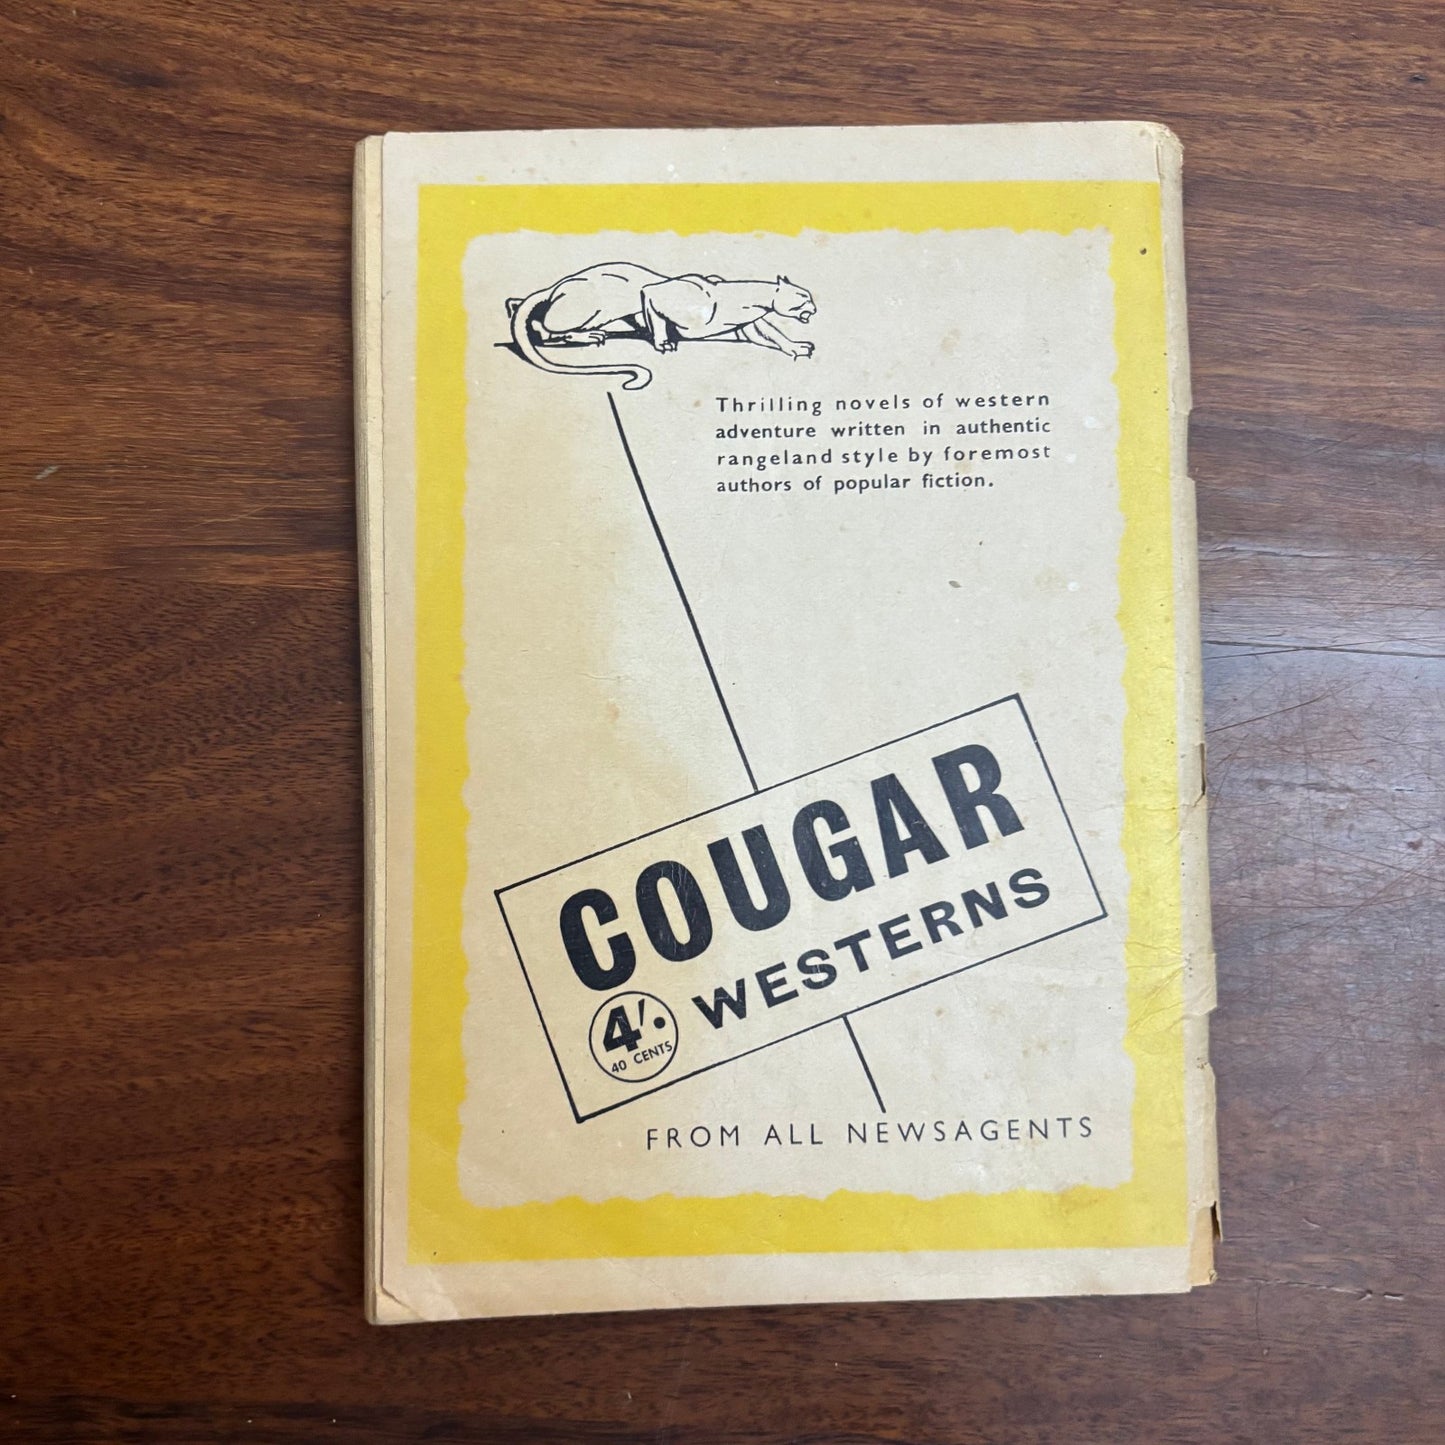 Thrilling novels of western
adventure written in authentic
rangeland style by foremost
authors of popular fiction.
COUGAR
WESTERNS
4/.
40 CENTS
FROM ALL NEWSAGENTS